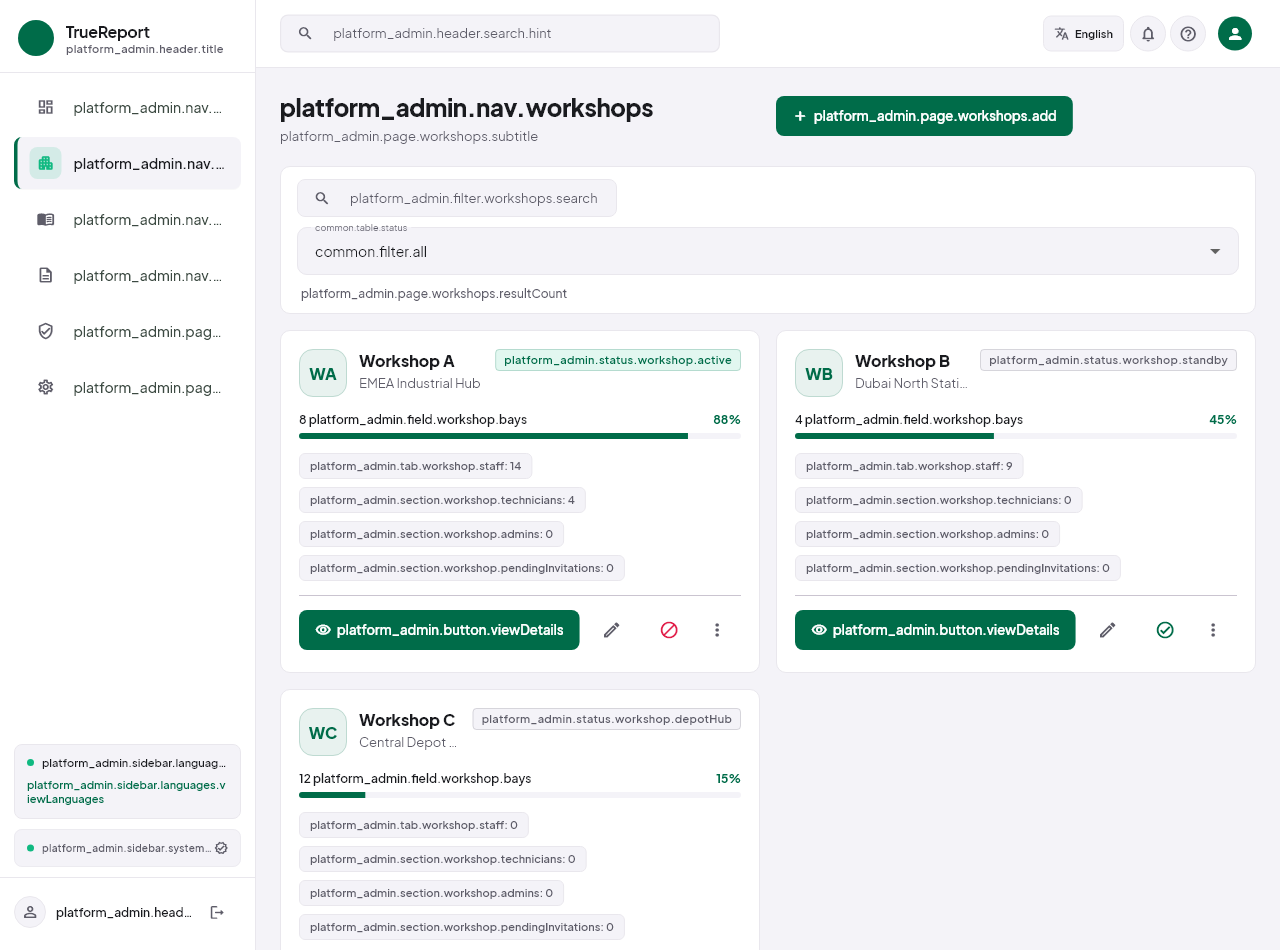 TrueReport
platform_admin.header.title
platform_admin.nav....
platform_admin.nav....
platform_admin.nav....
platform_admin.nav....
platform_admin.pag...
platform_admin.pag...
platform_admin.sidebar.languag...
platform_admin.sidebar.languages.v
iewLanguages
platform_admin.sidebar.system...
platform_admin.head...
platform_admin.header.search.hint
English
platform_admin.nav.workshops
platform_admin.page.workshops.subtitle
+ platform_admin.page.workshops.add
platform_admin.filter.workshops.search
common.table.status
common.filter.all
platform_admin.page.workshops.resultCount
WA
Workshop A
EMEA Industrial Hub
platform_admin.status.workshop.active
8 platform_admin.field.workshop.bays
88%
platform_admin.tab.workshop.staff: 14
platform_admin.section.workshop.technicians: 4
platform_admin.section.workshop.admins: 0
platform_admin.section.workshop.pendingInvitations: 0
platform_admin.button.viewDetails
WB
Workshop B
Dubai North Stati...
platform_admin.status.workshop.standby
4 platform_admin.field.workshop.bays
45%
platform_admin.tab.workshop.staff: 9
platform_admin.section.workshop.technicians: 0
platform_admin.section.workshop.admins: 0
platform_admin.section.workshop.pendingInvitations: 0
platform_admin.button.viewDetails
WC
Workshop C
Central Depot ...
platform_admin.status.workshop.depotHub
12 platform_admin.field.workshop.bays
15%
platform_admin.tab.workshop.staff: 0
platform_admin.section.workshop.technicians: 0
platform_admin.section.workshop.admins: 0
platform_admin.section.workshop.pendingInvitations: 0